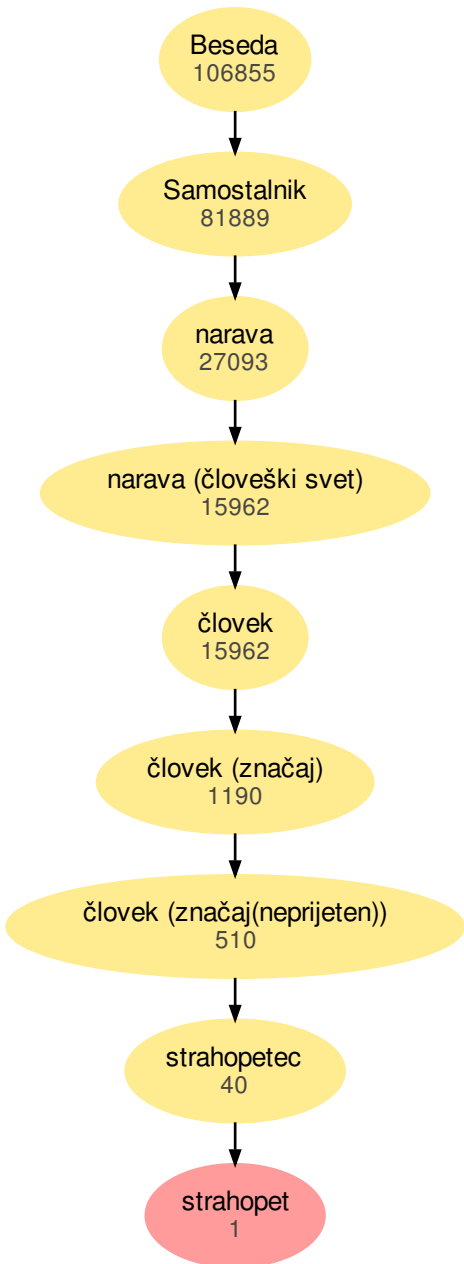 Beseda
106855
Samostalnik
81889
narava
27093
narava (človeški svet)
15962
človek
15962
človek (značaj)
1190
človek (značaj(neprijeten))
510
strahopetec
40
strahopet
1